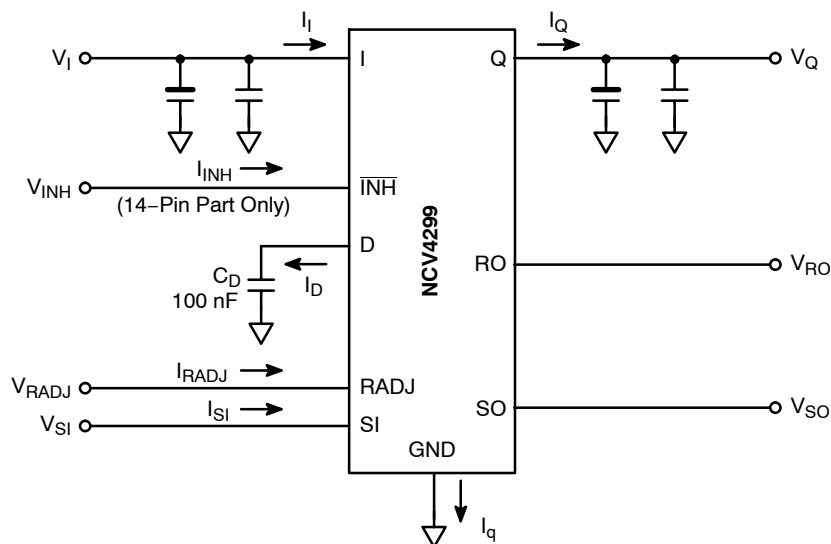 I_I
I_Q
V_I
I
Q
V_Q
I_INH
V_INH
I̅N̅H̅
(14−Pin Part Only)
NCV4299
D
C_D
100 nF
I_D
RO
V_RO
I_RADJ
V_RADJ
RADJ
I_SI
V_SI
SI
SO
V_SO
GND
I_q